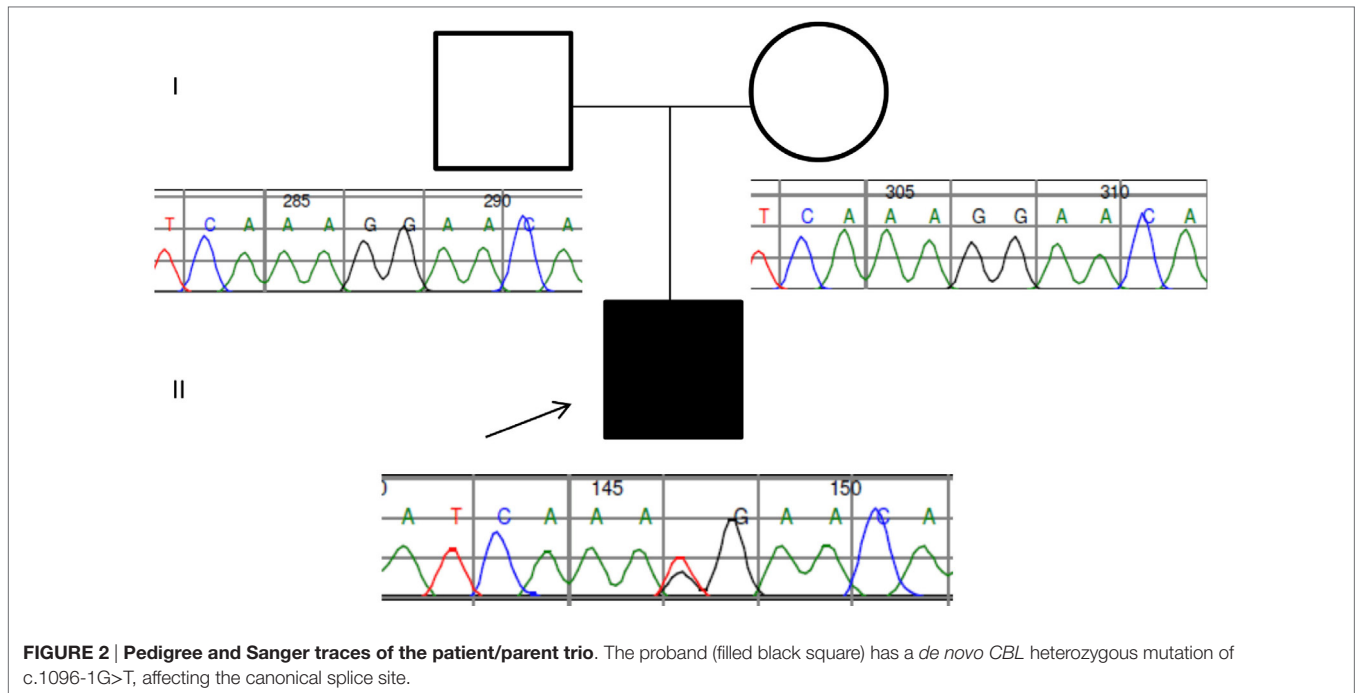 I
285 290
T C A A A G G A A C A
305 310
T C A A A G G A A C A
II
) 145 150
A T C A A A G A A C A
FIGURE 2 | Pedigree and Sanger traces of the patient/parent trio. The proband (filled black square) has a de novo CBL heterozygous mutation of
c.1096-1G>T, affecting the canonical splice site.